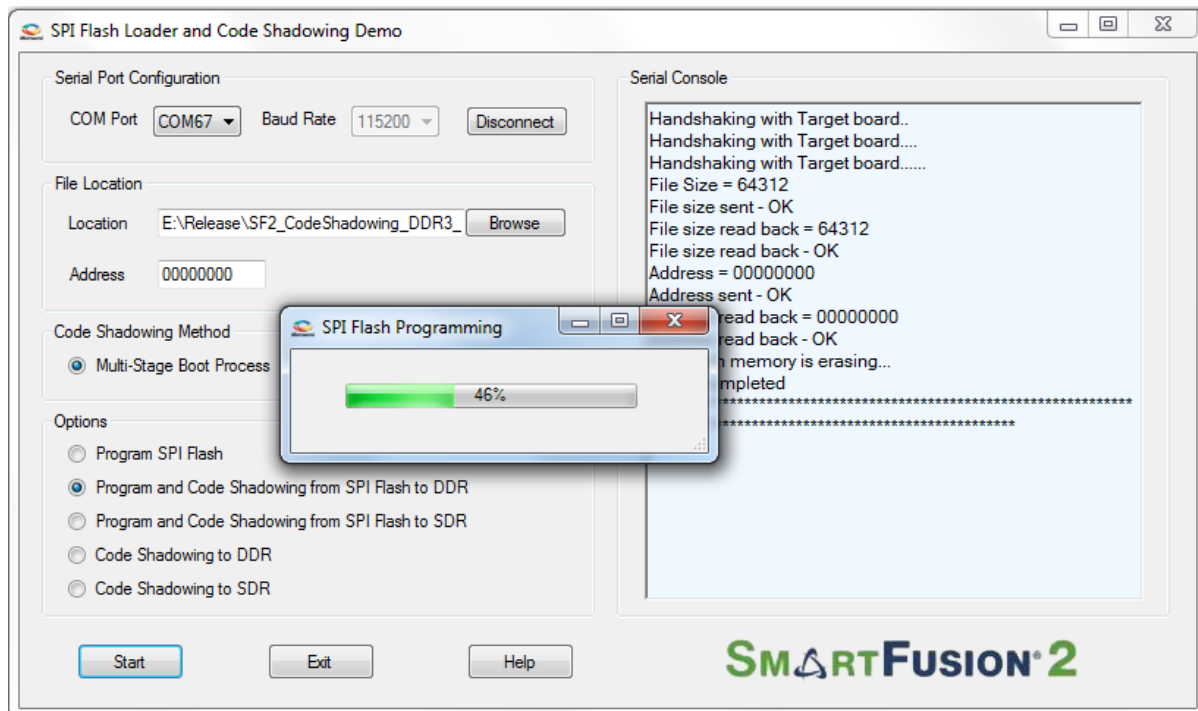 SPI Flash Loader and Code Shadowing Demo
Serial Port Configuration
COM Port COM67 Baud Rate 115200 Disconnect
File Location
Location E:\Release\SF2_CodeShadowing_DDR3_ Browse
Address 00000000
Code Shadowing Method
Multi-Stage Boot Process
Options
Program SPI Flash
Program and Code Shadowing from SPI Flash to DDR
Program and Code Shadowing from SPI Flash to SDR
Code Shadowing to DDR
Code Shadowing to SDR
Start Exit Help
SPI Flash Programming
46%
Serial Console
Handshaking with Target board..
Handshaking with Target board....
Handshaking with Target board......
File Size = 64312
File size sent - OK
File size read back = 64312
File size read back - OK
Address = 00000000
Address sent - OK
read back = 00000000
read back - OK
memory is erasing...
SMARTFUSION® 2